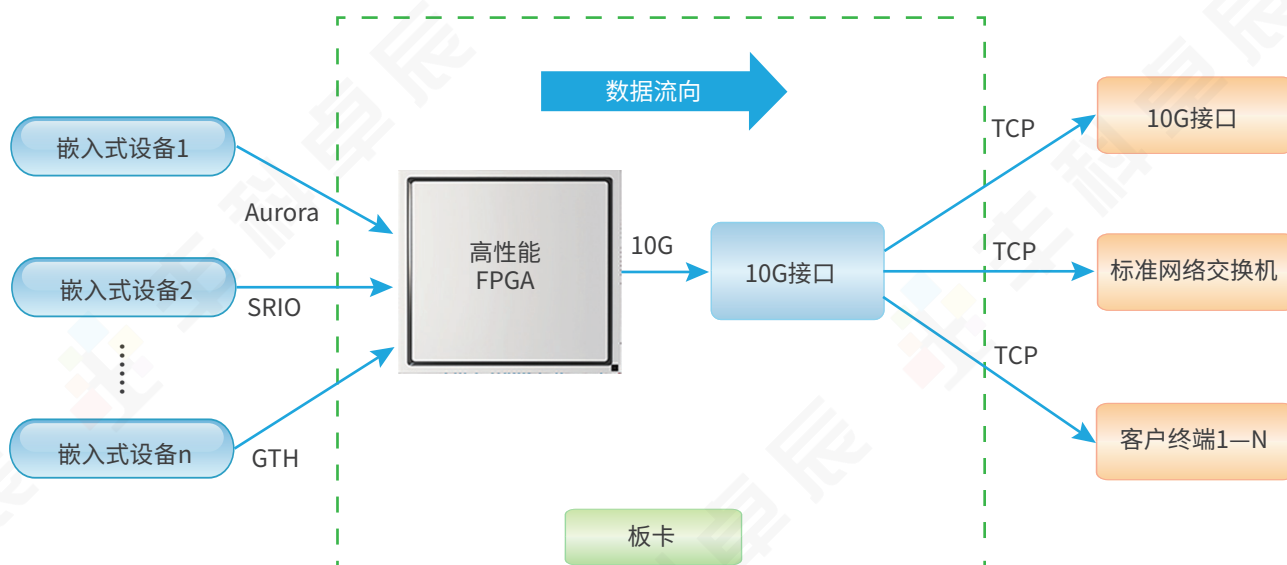 数据流向
嵌入式设备1
Aurora
嵌入式设备2
SRIO
......
嵌入式设备n
GTH
高性能
FPGA
10G
10G接口
TCP
10G接口
TCP
标准网络交换机
TCP
客户终端1—N
板卡